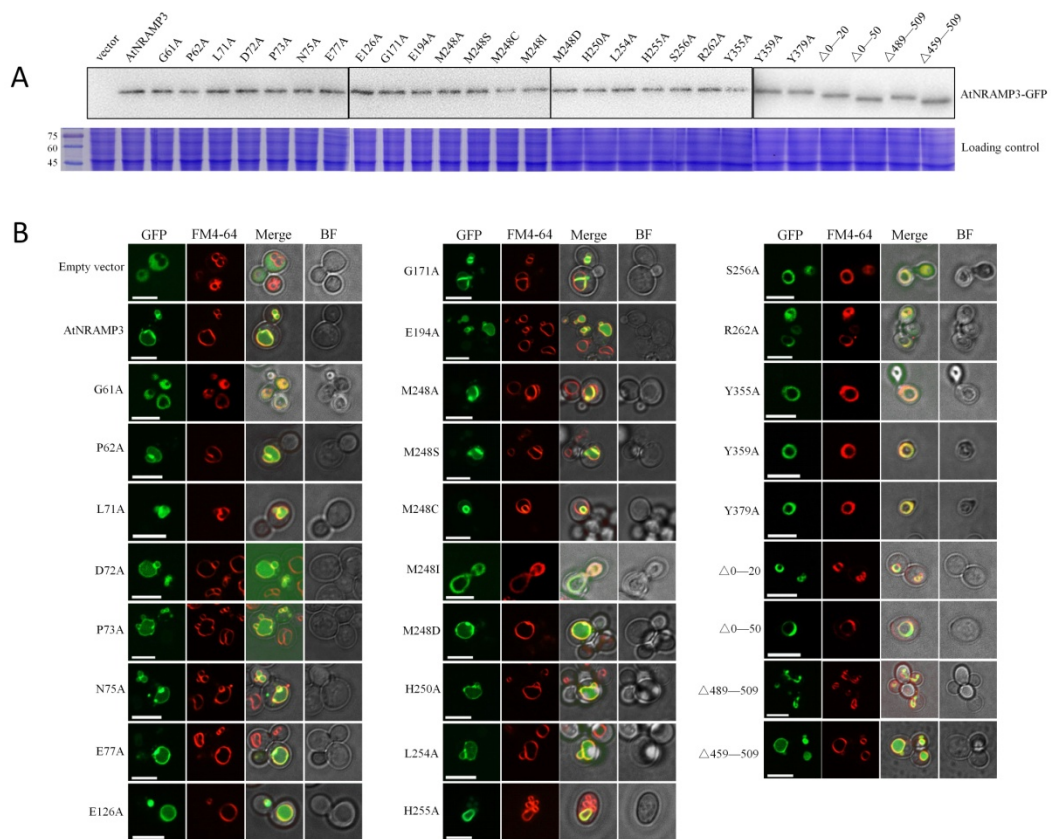 A
vector
AtNRAMP3
G61A
P62A
L71A
D72A
P73A
N75A
E77A
E126A
G171A
E194A
M248A
M248S
M248C
M248I
M248D
H250A
L254A
H255A
S256A
R262A
Y355A
Y359A
Y379A
△0—20
△0—50
△489—509
△459—509
AtNRAMP3-GFP
75
60
45
Loading control
B
GFP FM4-64 Merge BF
Empty vector
AtNRAMP3
G61A
P62A
L71A
D72A
P73A
N75A
E77A
E126A
GFP FM4-64 Merge BF
G171A
E194A
M248A
M248S
M248C
M248I
M248D
H250A
L254A
H255A
GFP FM4-64 Merge BF
S256A
R262A
Y355A
Y359A
Y379A
△0—20
△0—50
△489—509
△459—509